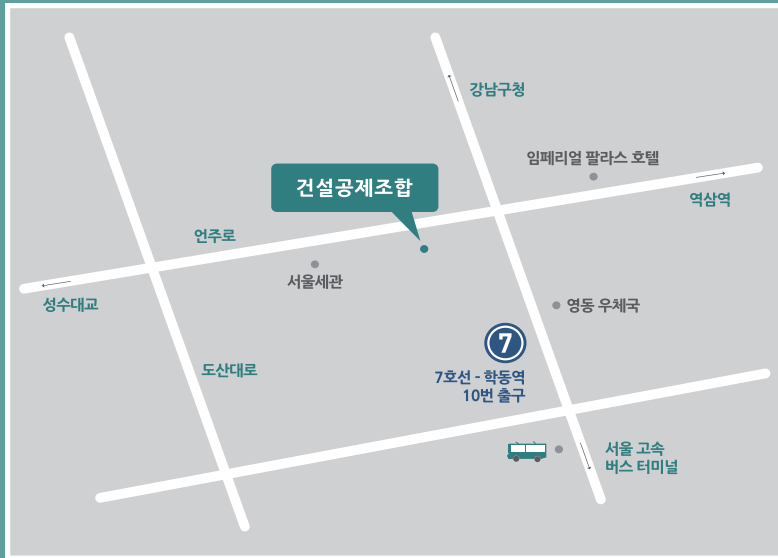 강남구청
임페리얼 팔라스 호텔
건설공제조합
역삼역
언주로
서울세관
성수대교
영동 우체국
7
도산대로
7호선 - 학동역
10번 출구
서울 고속
버스 터미널